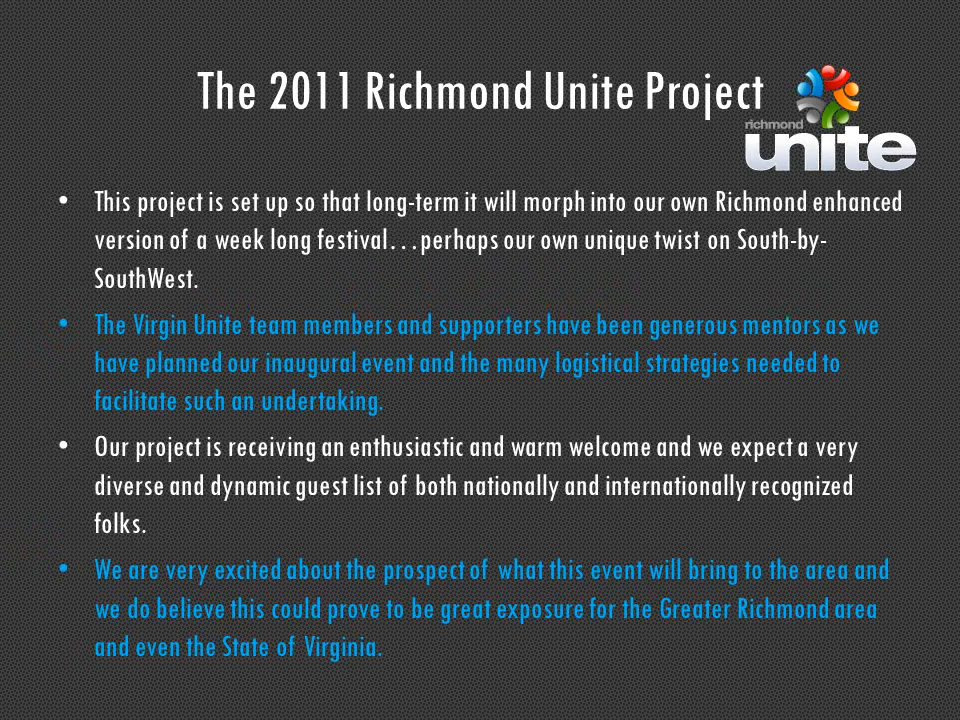 The 2011 Richmond Unite Project
richmond
unite
• This project is set up so that long-term it will morph into our own Richmond enhanced
version of a week long festival…perhaps our own unique twist on South-by-
SouthWest.
• The Virgin Unite team members and supporters have been generous mentors as we
have planned our inaugural event and the many logistical strategies needed to
facilitate such an undertaking.
• Our project is receiving an enthusiastic and warm welcome and we expect a very
diverse and dynamic guest list of both nationally and internationally recognized
folks.
• We are very excited about the prospect of what this event will bring to the area and
we do believe this could prove to be great exposure for the Greater Richmond area
and even the State of Virginia.